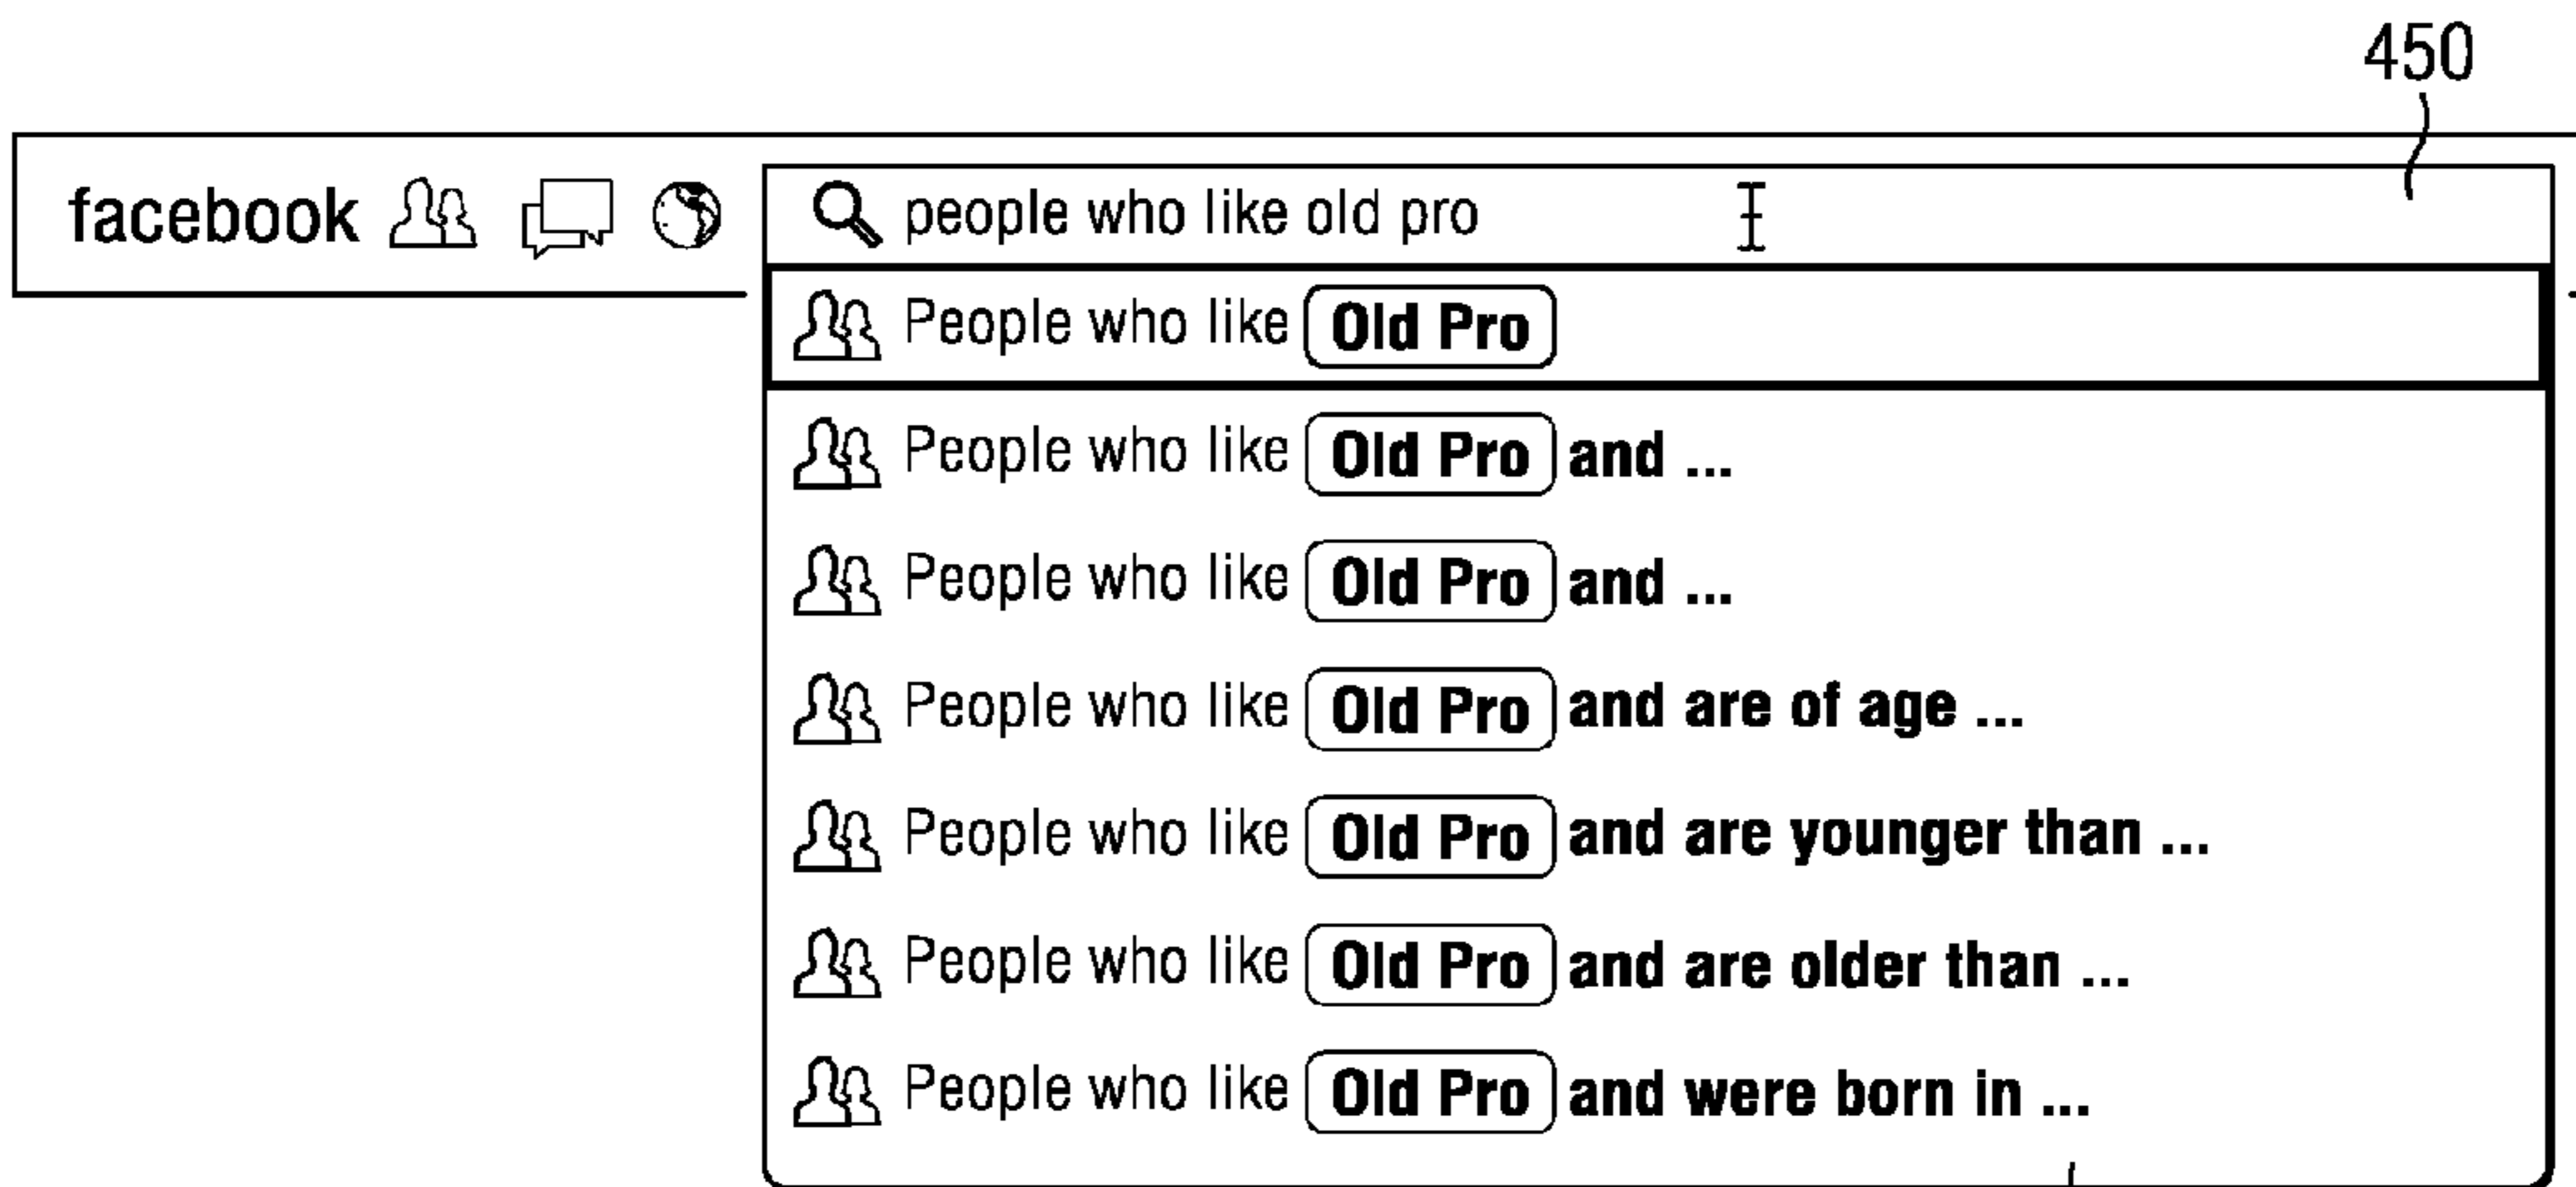 450
facebook people who like old pro
People who like Old Pro
People who like Old Pro and ...
People who like Old Pro and ...
People who like Old Pro and are of age ...
People who like Old Pro and are younger than ...
People who like Old Pro and are older than ...
People who like Old Pro and were born in ...